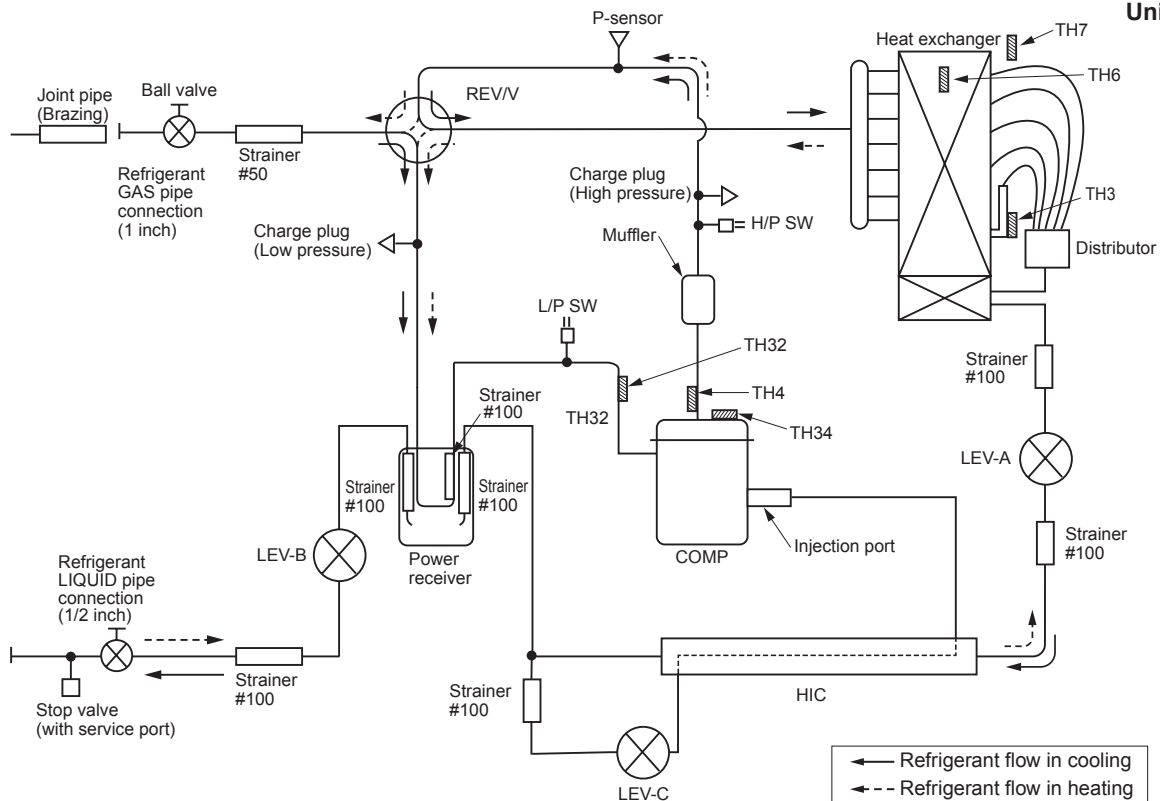 Uni
P-sensor
Heat exchanger
TH7
TH6
Ball valve
REV/V
Joint pipe
(Brazing)
Strainer
#50
Refrigerant
GAS pipe
connection
(1 inch)
Charge plug
(High pressure)
TH3
H/P SW
Charge plug
(Low pressure)
Muffler
Distributor
L/P SW
TH32
Strainer
#100
TH4
Strainer
#100
TH32
TH34
LEV-A
Strainer
#100
Strainer
#100
Injection port
Strainer
#100
LEV-B
COMP
Power
receiver
Refrigerant
LIQUID pipe
connection
(1/2 inch)
Strainer
#100
Strainer
#100
HIC
Stop valve
(with service port)
LEV-C
Refrigerant flow in cooling
Refrigerant flow in heating